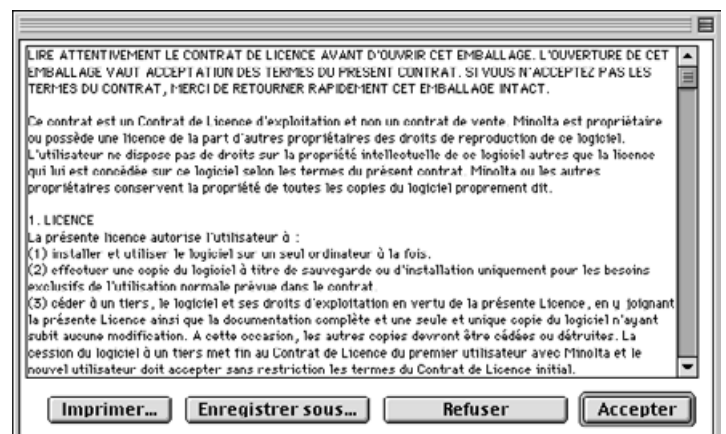 LIRE ATTENTIVEMENT LE CONTRAT DE LICENCE AVANT D'OUVRIR CET EMBALLAGE. L'OUVERTURE DE CET
EMBALLAGE VAUT ACCEPTATION DES TERMES DU PRESENT CONTRAT. SI VOUS N'ACCEPTEZ PAS LES
TERMES DU CONTRAT, MERCI DE RETOURNER RAPIDEMENT CET EMBALLAGE INTACT.
Ce contrat est un Contrat de Licence d'exploitation et non un contrat de vente. Minolta est propriétaire
ou possède une licence de la part d'autres propriétaires des droits de reproduction de ce logiciel.
L'utilisateur ne dispose pas de droits sur la propriété intellectuelle de ce logiciel autres que la licence
qui lui est concédée sur ce logiciel selon les termes du présent contrat. Minolta ou les autres
propriétaires conservent la propriété de toutes les copies du logiciel proprement dit.
1. LICENCE
La présente licence autorise l'utilisateur à :
(1) installer et utiliser le logiciel sur un seul ordinateur à la fois.
(2) effectuer une copie du logiciel à titre de sauvegarde ou d'installation uniquement pour les besoins
exclusifs de l'utilisation normale prévue dans le contrat.
(3) céder à un tiers, le logiciel et ses droits d'exploitation en vertu de la présente Licence, en y joignant
la présente Licence ainsi que la documentation complète et une seule et unique copie du logiciel n'ayant
subit aucune modification. A cette occasion, les autres copies devront être cédées ou détruites. La
cession du logiciel à un tiers met fin au Contrat de Licence du premier utilisateur avec Minolta et le
nouvel utilisateur doit accepter sans restriction les termes du Contrat de Licence initial.
Imprimer... Enregistrer sous... Refuser Accepter